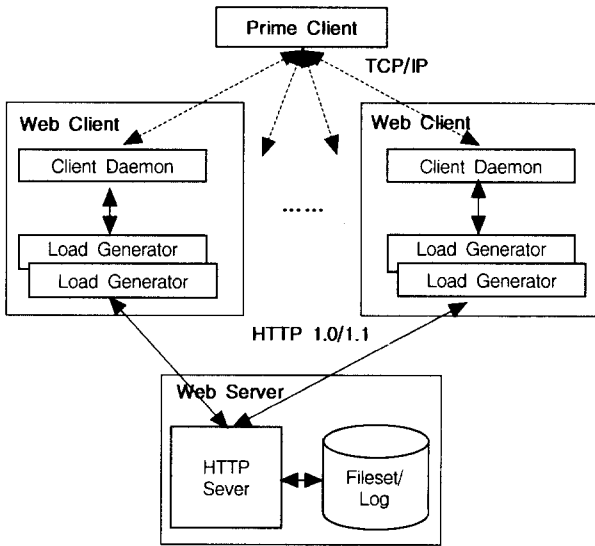 Prime Client
TCP/IP
Web Client
Client Daemon
Load Generator
Load Generator
......
Web Client
Client Daemon
Load Generator
Load Generator
HTTP 1.0/1.1
Web Server
HTTP
Sever
Fileset/
Log